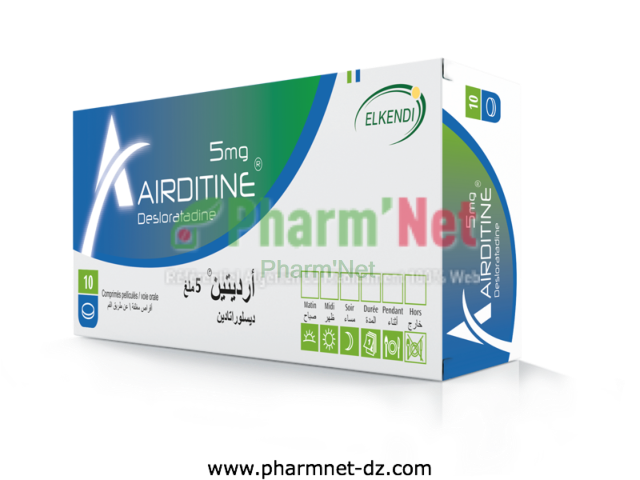 ELKENDI
10
5mg
AIRDITINE®
Desloratadine
5mg
AIRDITINE®
Desloratadine
Pharm'Net
Pharm'Net
100% Web
10
Comprimés pelliculés / voie orale
أقراص مغلفة / عن طريق الفم
أرديتين® 5 ملغ
ديسلوراتادين
Matin Midi Soir Durée Pendant Hors
صباح ظهر مساء المدة أثناء خارج
www.pharmnet-dz.com